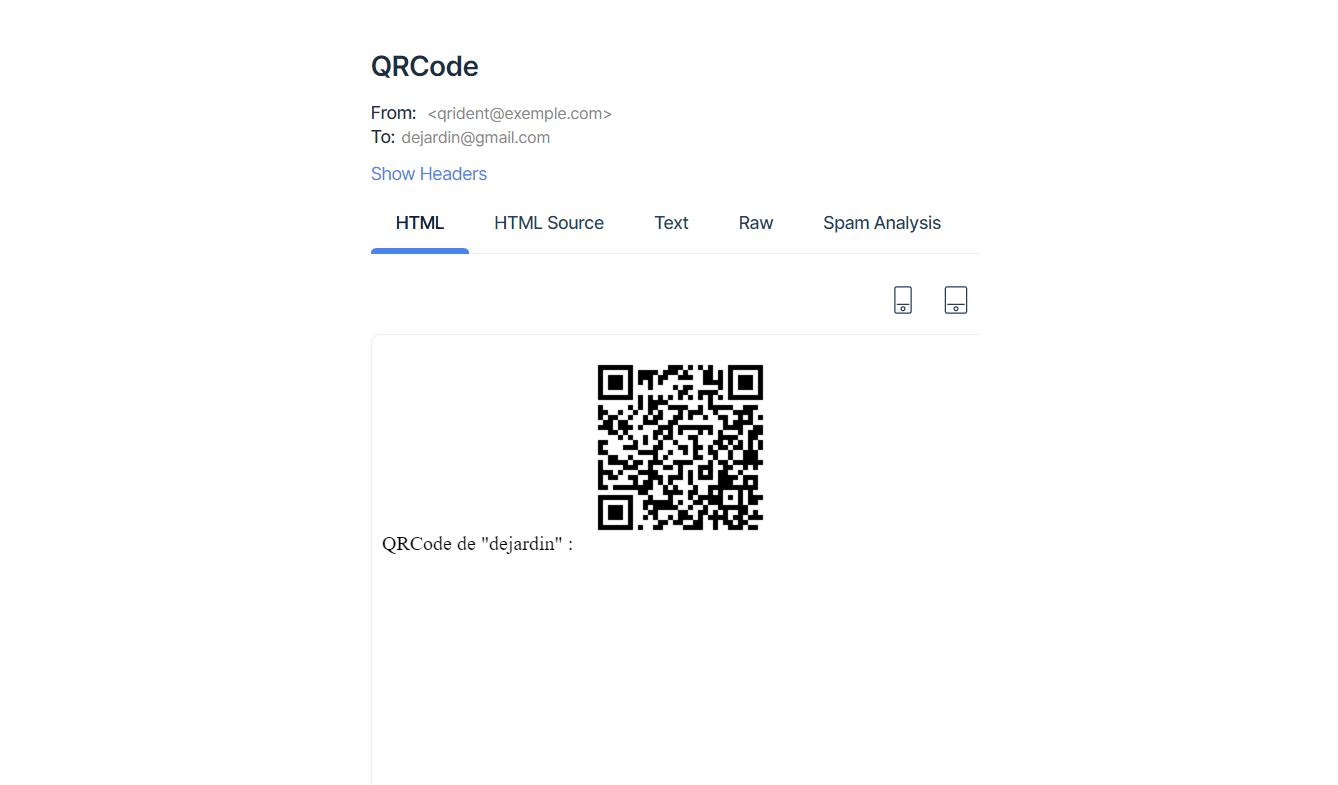 QRCode
From: <qrident@exemple.com>
To: dejardin@gmail.com
Show Headers
HTML HTML Source Text Raw Spam Analysis
QRCode de "dejardin" :